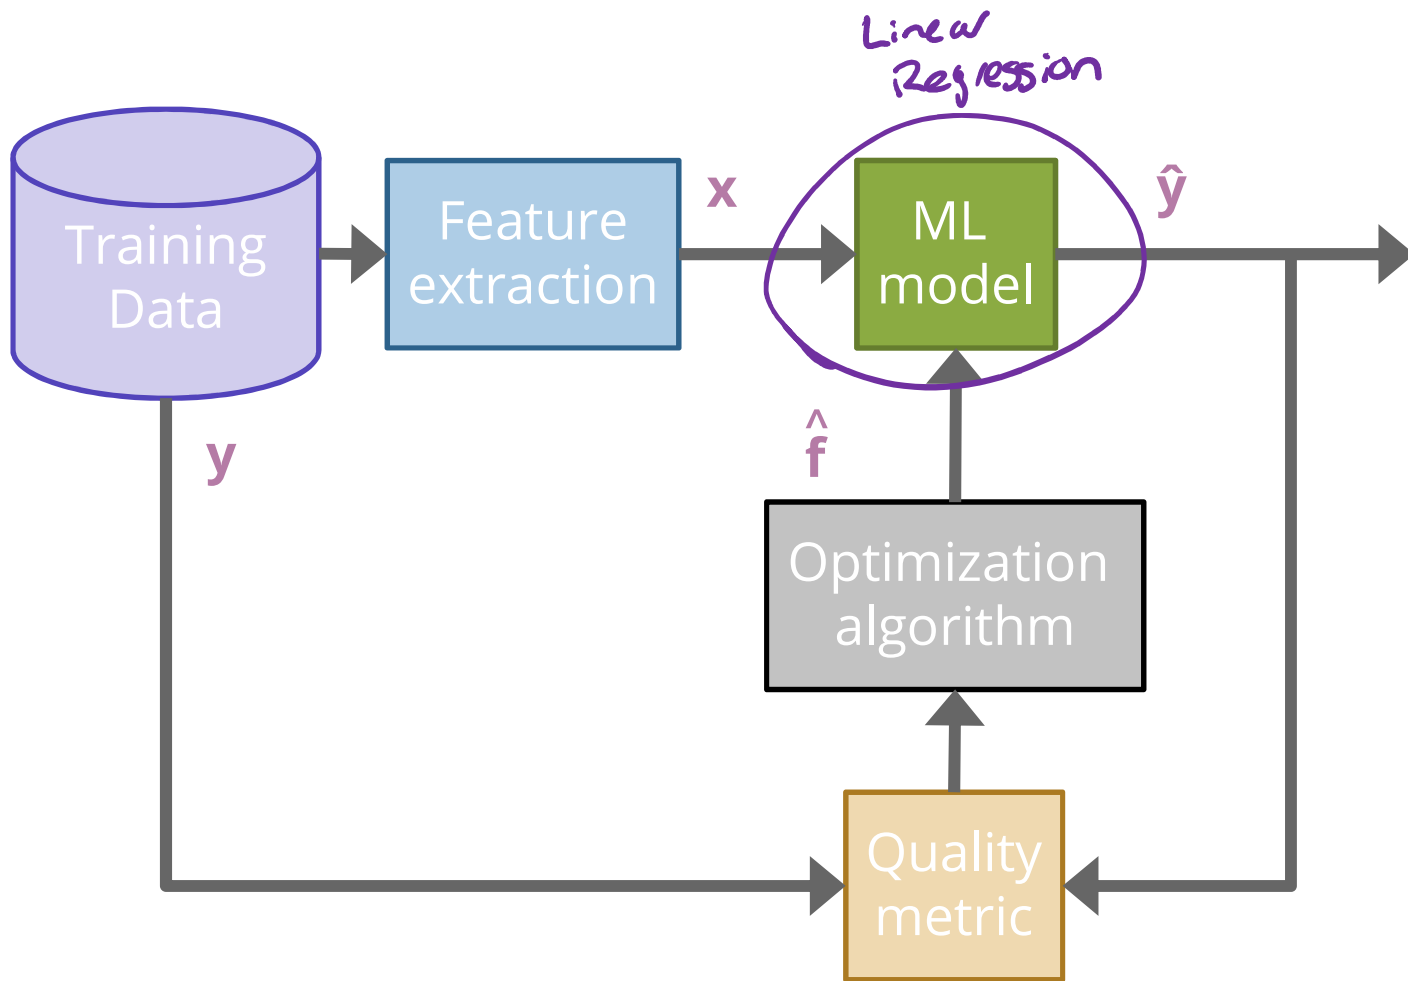 Linear
Regression
Training
Data
Feature
extraction
x
ML
model
ŷ
y
f̂
Optimization
algorithm
Quality
metric